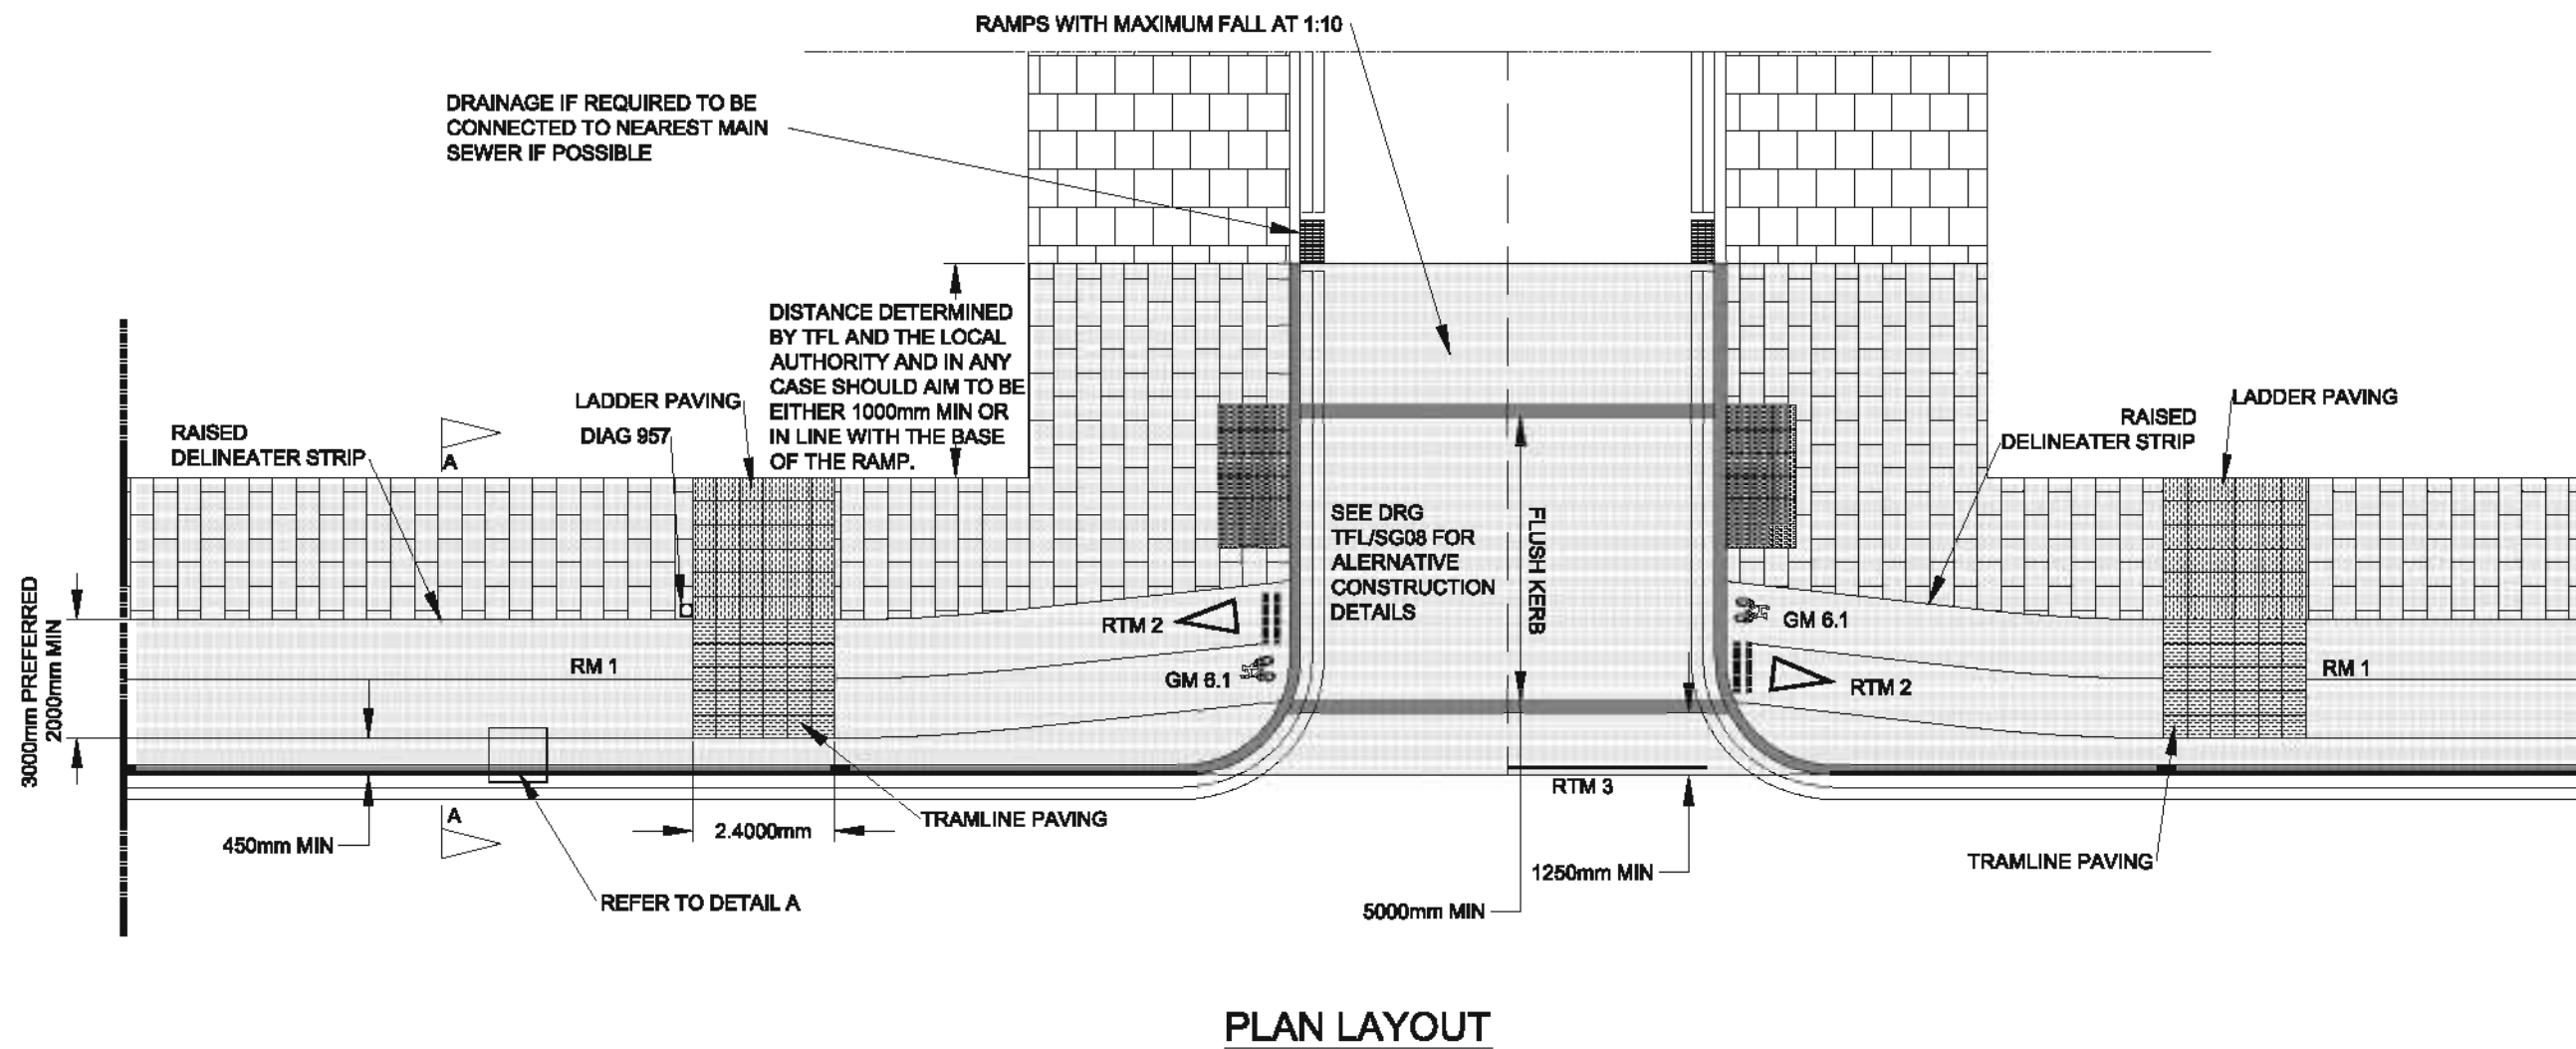 RAMPS WITH MAXIMUM FALL AT 1:10
DRAINAGE IF REQUIRED TO BE
CONNECTED TO NEAREST MAIN
SEWER IF POSSIBLE
DISTANCE DETERMINED
BY TFL AND THE LOCAL
AUTHORITY AND IN ANY
CASE SHOULD AIM TO BE
EITHER 1000mm MIN OR
IN LINE WITH THE BASE
OF THE RAMP.
LADDER PAVING
DIAG 957
RAISED
DELINEATER STRIP
A
RAISED
DELINEATER STRIP
LADDER PAVING
SEE DRG
TFL/SG08 FOR
ALERNATIVE
CONSTRUCTION
DETAILS
FLUSH KERB
3000mm PREFERRED
2000mm MIN
RM 1
RTM 2
GM 6.1
GM 6.1
RTM 2
RM 1
RTM 3
A
450mm MIN
2.4000mm
TRAMLINE PAVING
REFER TO DETAIL A
1250mm MIN
5000mm MIN
TRAMLINE PAVING
PLAN LAYOUT